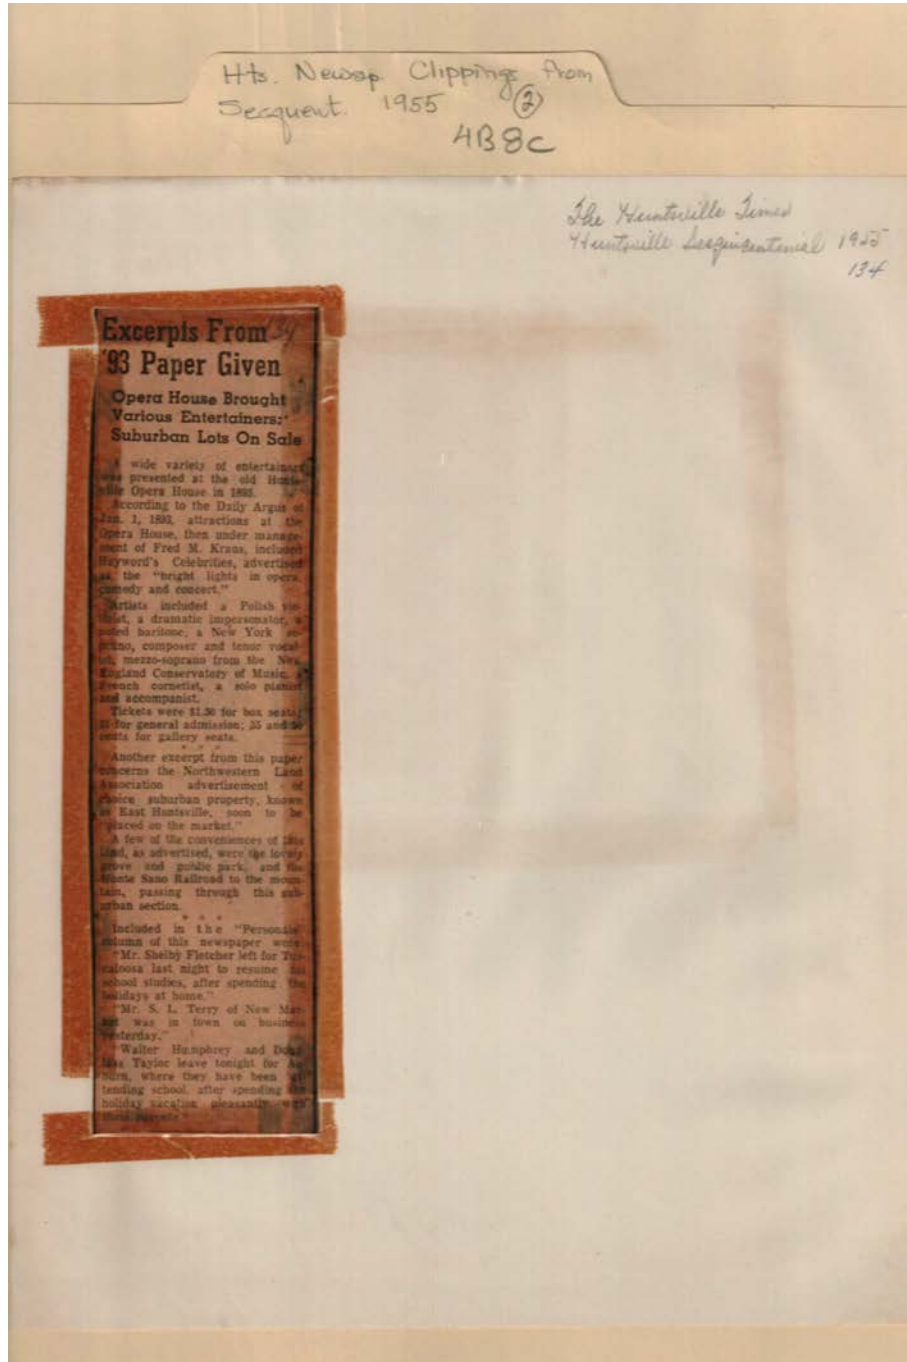 Hts. Newsp. Clippings from
Sesquent. 1955 ②
4B8C
The Huntsville Times
Huntsville Sesquicentennial 1955
134
Excerpts From 134
'93 Paper Given
Opera House Brought
Various Entertainers;
Suburban Lots On Sale
A wide variety of entertainers
was presented at the old Hunts-
ville Opera House in 1893.
According to the Daily Argus of
Jan. 1, 1893, attractions at the
Opera House, then under manage-
ment of Fred M. Kraus, included
Heyword's Celebrities, advertised
as the "bright lights in opera,
comedy and concert."
Artists included a Polish vio-
linist, a dramatic impersonator, a
noted baritone, a New York so-
prano, composer and tenor vocal-
ist, mezzo-soprano from the New
England Conservatory of Music, a
French cornetist, a solo pianist
and accompanist.
Tickets were $1.50 for box seats;
for general admission; 35 and
cents for gallery seats.
* * *
Another excerpt from this paper
concerns the Northwestern Land
Association advertisement of
choice suburban property, known
as East Huntsville, soon to be
"placed on the market."
A few of the conveniences of this
land, as advertised, were the lovely
grove and public park, and the
Monte Sano Railroad to the moun-
tain, passing through this sub-
urban section.
* * *
Included in the "Personals"
column of this newspaper were:
"Mr. Shelby Fletcher left for Tus-
caloosa last night to resume his
school studies, after spending the
holidays at home."
"Mr. S. L. Terry of New Mar-
ket was in town on business
yesterday."
"Walter Humphrey and Doug-
lass Taylor leave tonight for Au-
burn, where they have been at-
tending school, after spending the
holiday vacation pleasantly with
their parents."